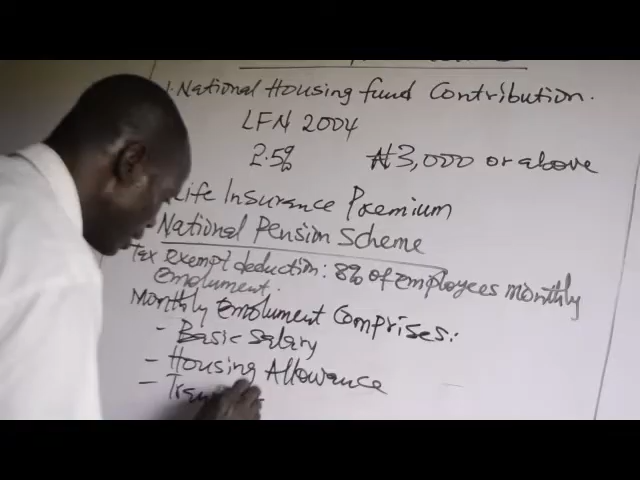 1. National Housing fund Contribution.
LFN 2004
2.5% ₦3,000 or above
Life Insurance Premium
National Pension Scheme
Tax exempt deduction: 8% of employees monthly
Emolument.
Monthly Emolument Comprises:
- Basic Salary
- Housing Allowance
-